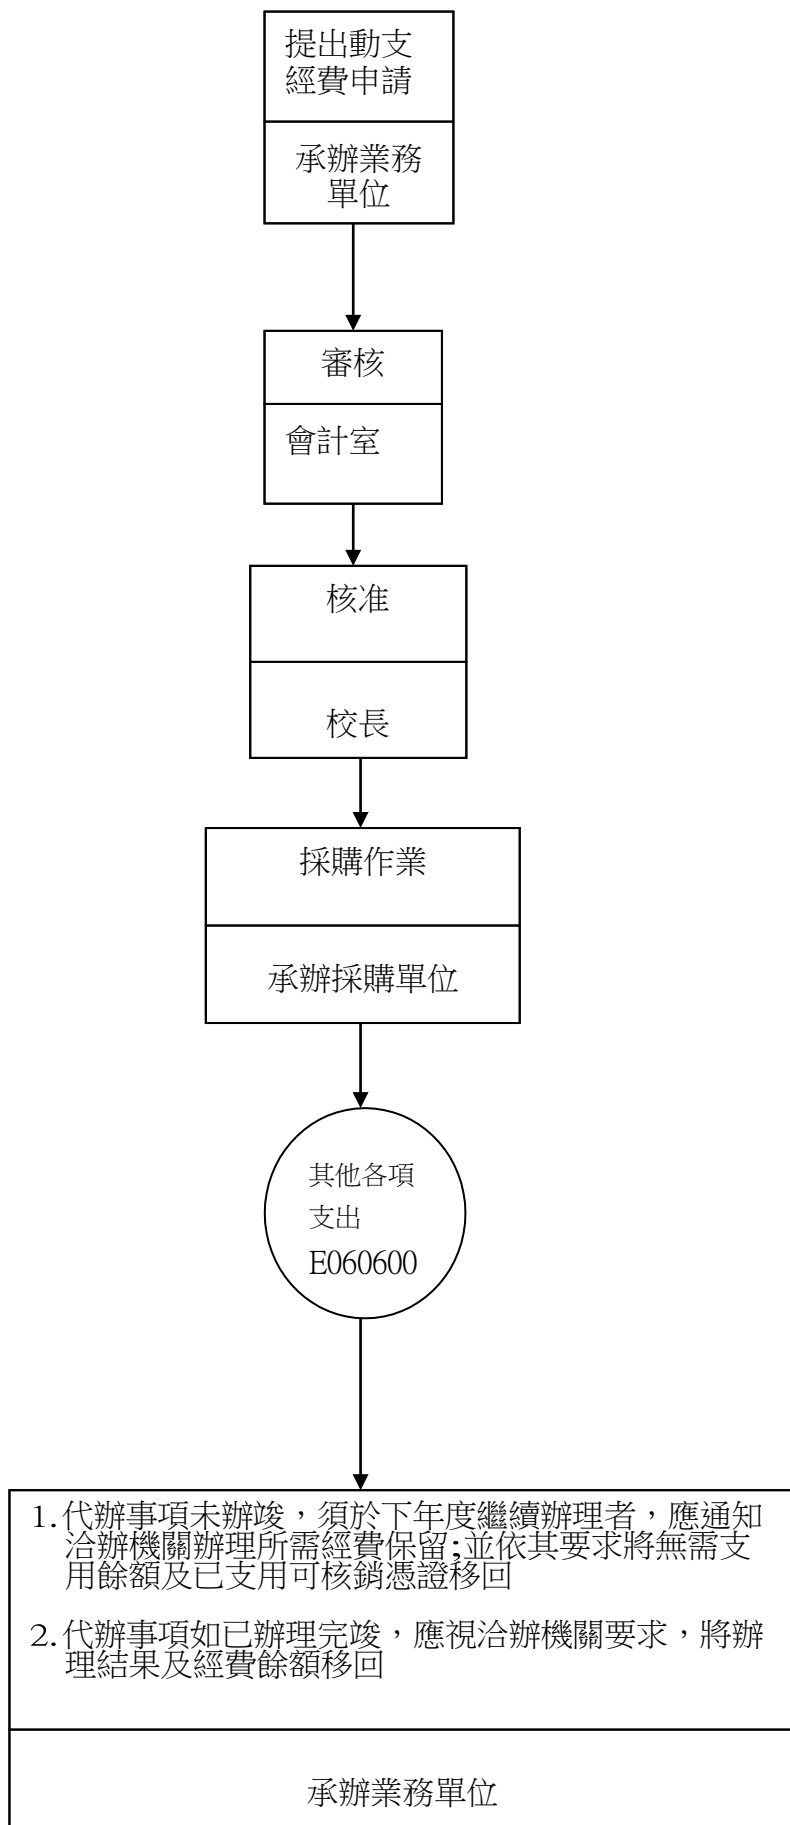 提出動支
經費申請
承辦業務
單位
審核
會計室
核准
校長
採購作業
承辦採購單位
其他各項
支出
E060600
1.代辦事項未辦竣，須於下年度繼續辦理者，應通知
洽辦機關辦理所需經費保留;並依其要求將無需支
用餘額及已支用可核銷憑證移回
2.代辦事項如已辦理完竣，應視洽辦機關要求，將辦
理結果及經費餘額移回
承辦業務單位